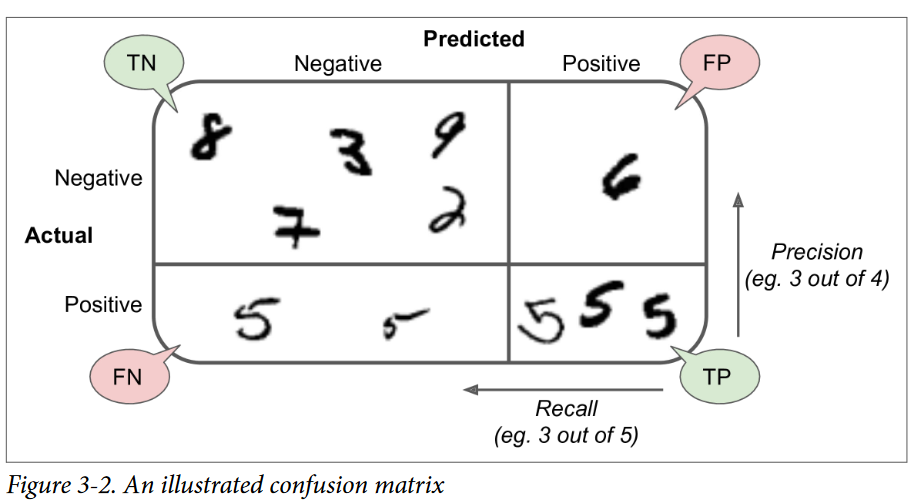 Predicted
TN Negative Positive FP
8 3 9
Negative 6
7 2
Actual
Precision
(eg. 3 out of 4)
Positive 5 5 5 5 5
FN TP
Recall
(eg. 3 out of 5)
Figure 3-2. An illustrated confusion matrix